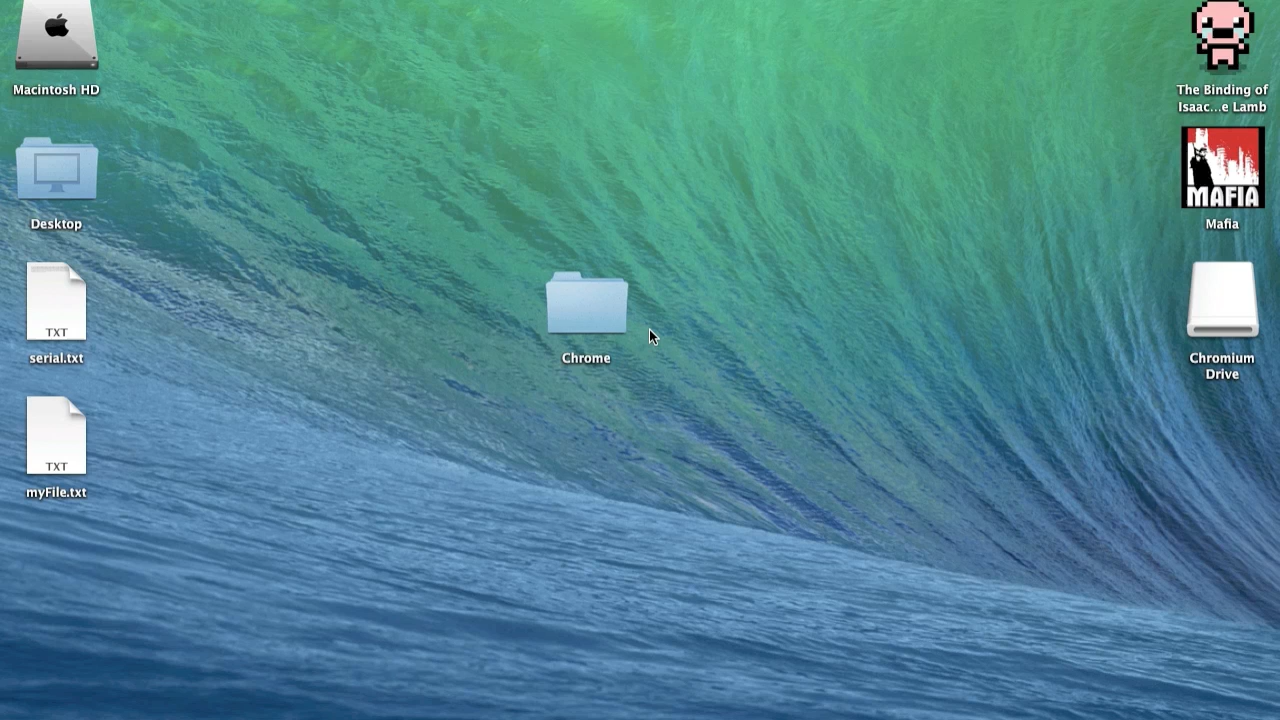 Macintosh HD
The Binding of
Isaac...e Lamb
Desktop
MAFIA
Mafia
TXT
serial.txt
Chrome
Chromium
Drive
TXT
myFile.txt